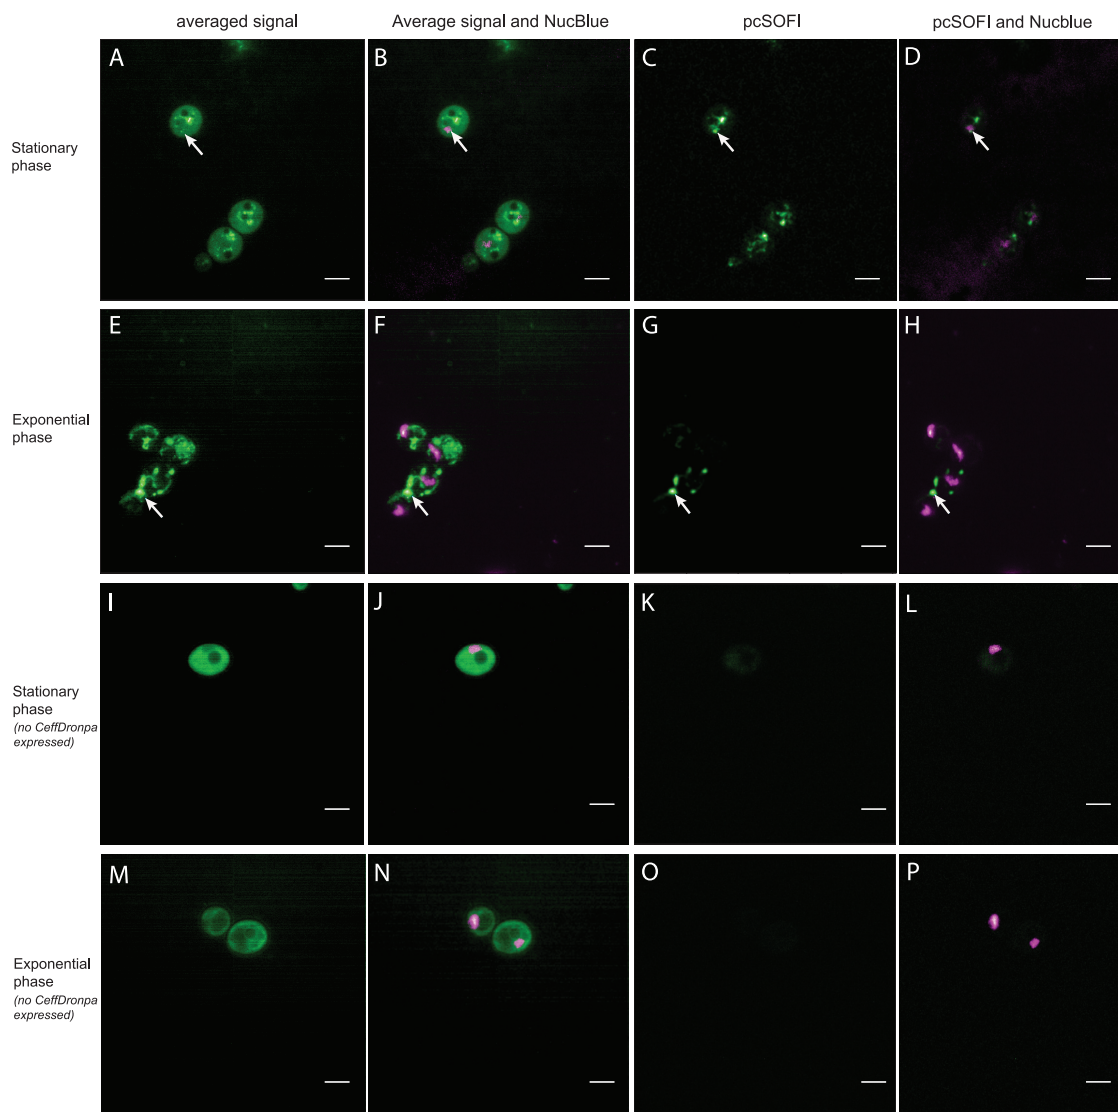 averaged signal
Average signal and NucBlue
pcSOFI
pcSOFI and Nucblue
A
B
C
D
Stationary
phase
E
F
G
H
Exponential
phase
I
J
K
L
Stationary
phase
(no CeffDronpa
expressed)
M
N
O
P
Exponential
phase
(no CeffDronpa
expressed)